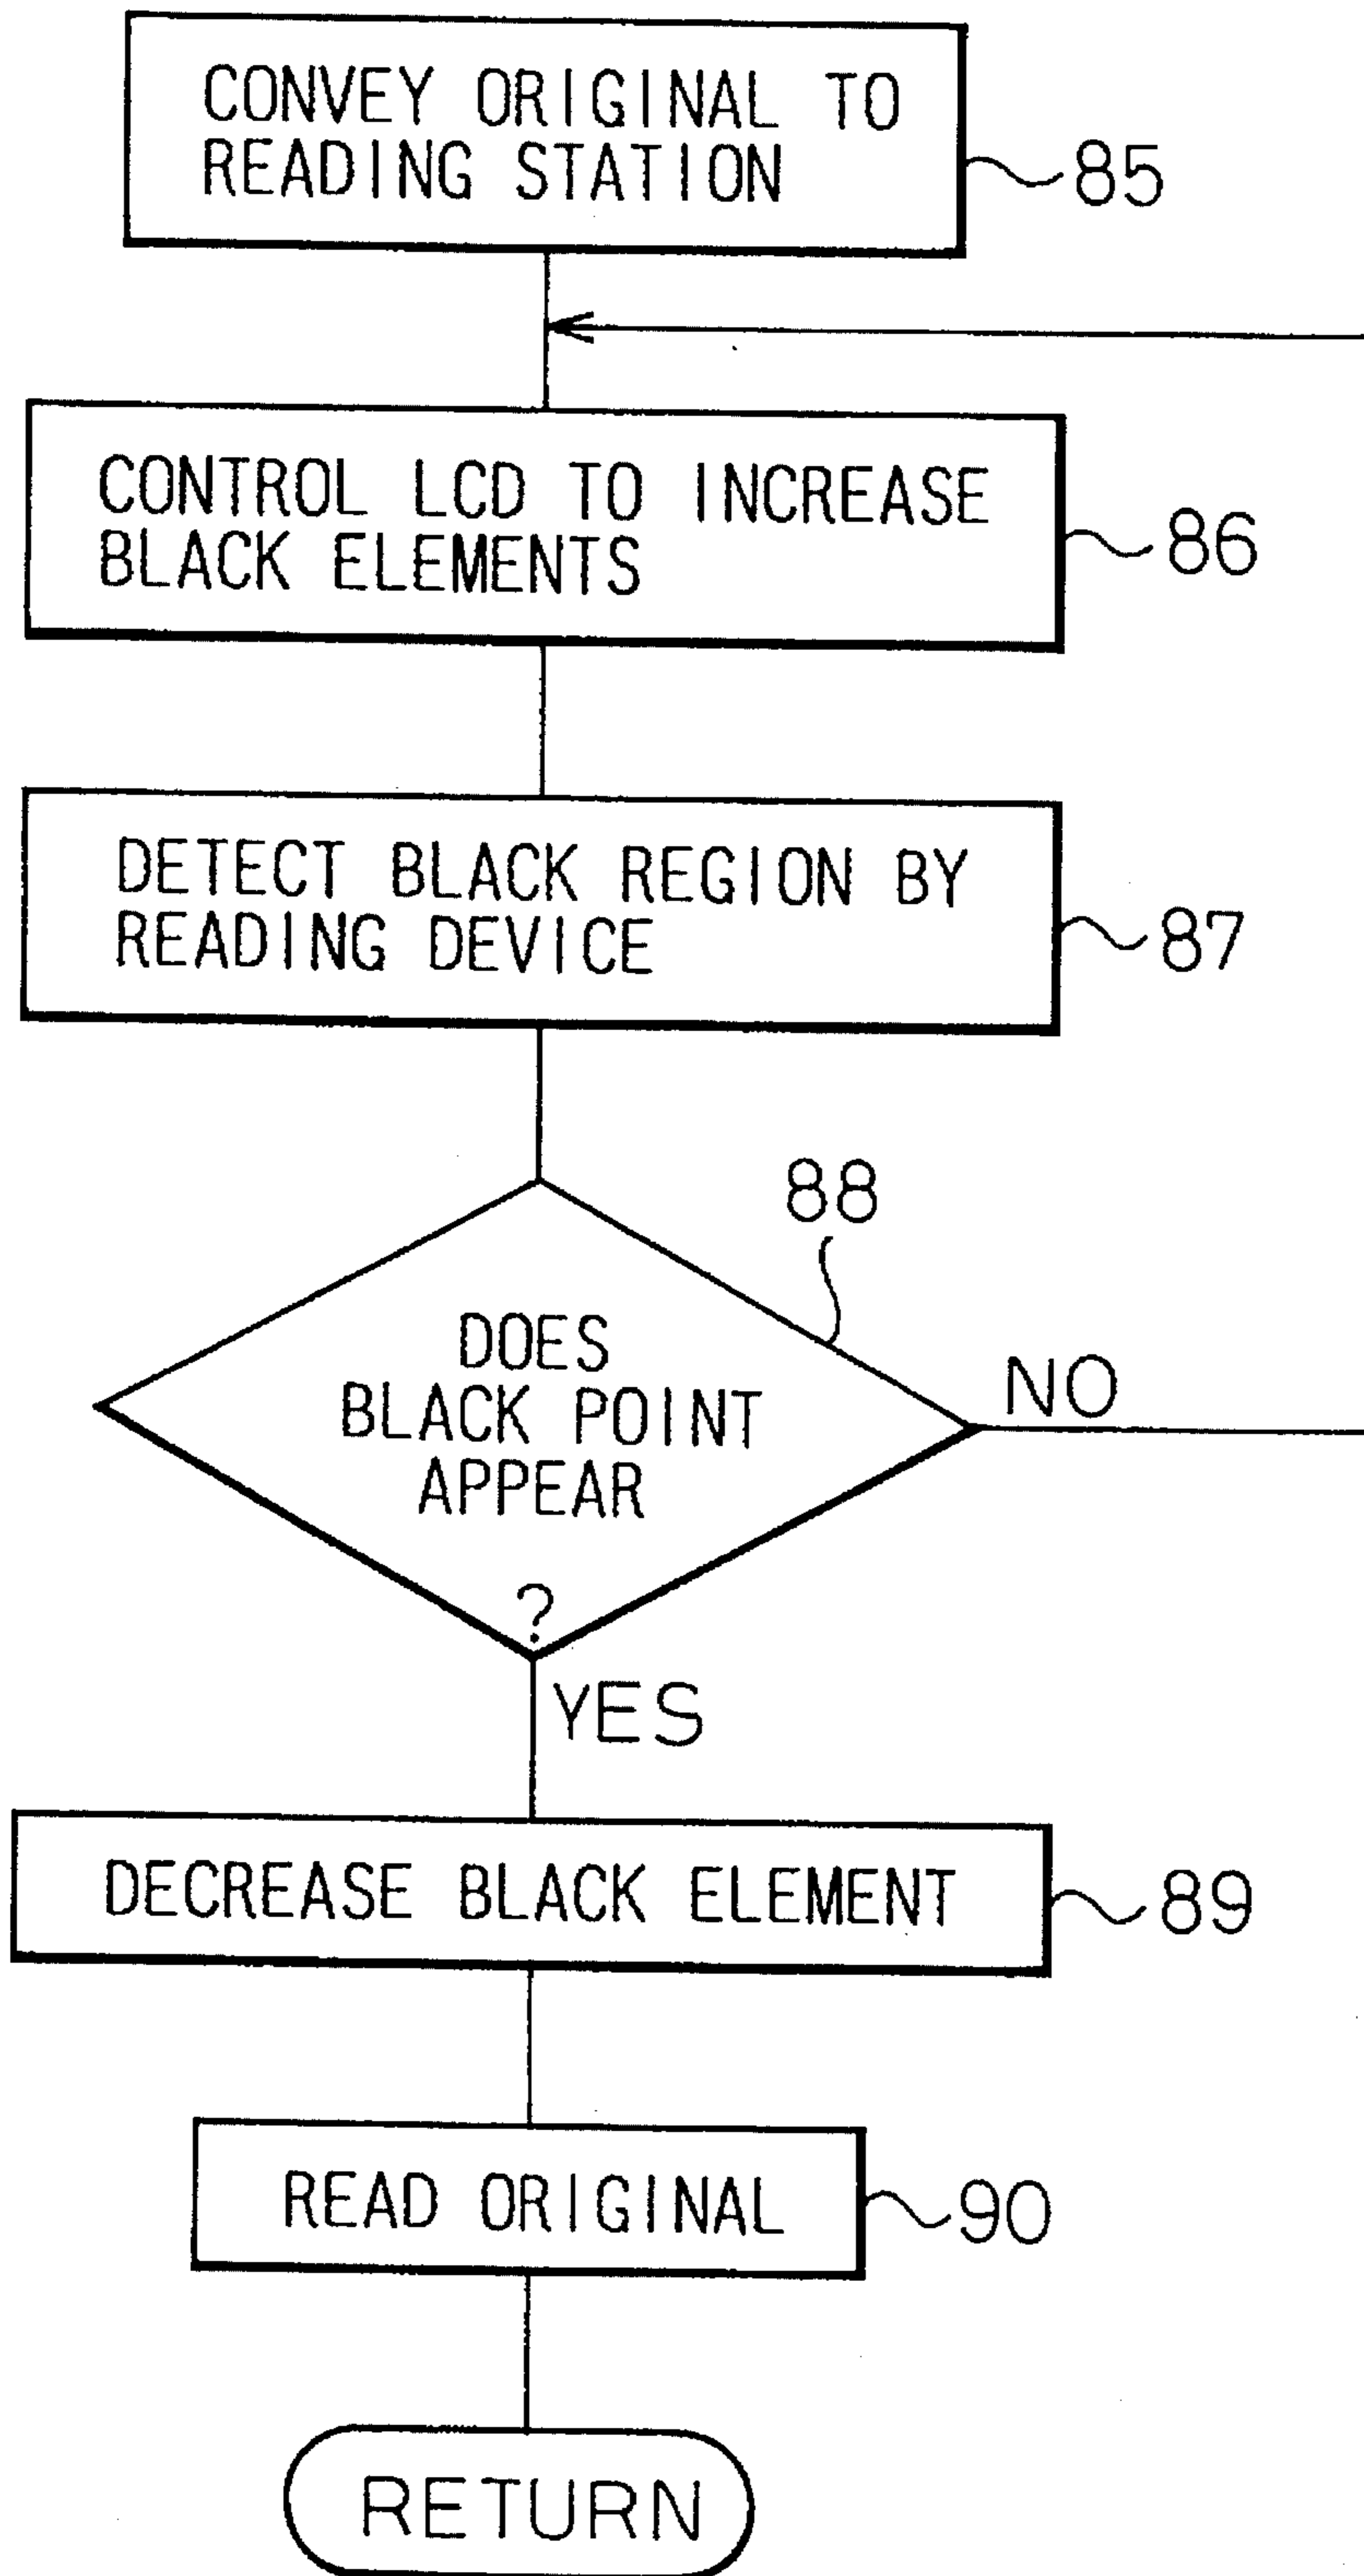 CONVEY ORIGINAL TO
READING STATION
85
CONTROL LCD TO INCREASE
BLACK ELEMENTS
86
DETECT BLACK REGION BY
READING DEVICE
87
88
DOES
BLACK POINT
APPEAR
?
NO
YES
DECREASE BLACK ELEMENT
89
READ ORIGINAL
90
RETURN